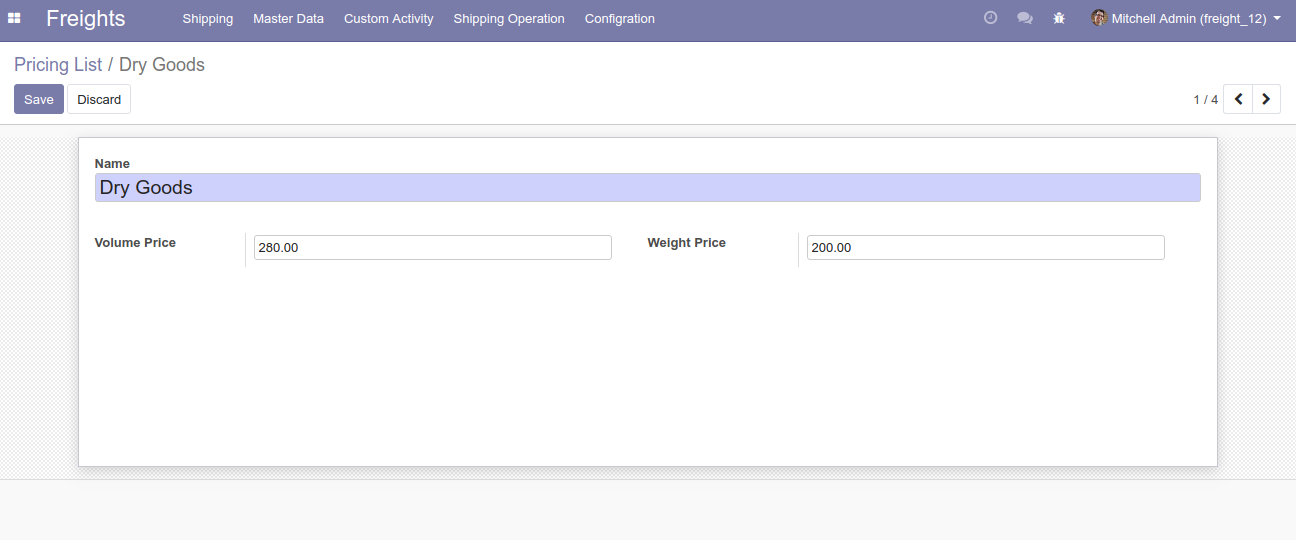 Freights Shipping Master Data Custom Activity Shipping Operation Configration Mitchell Admin (freight_12)
Pricing List / Dry Goods
Save Discard 1 / 4
Name
Dry Goods
Volume Price 280.00 Weight Price 200.00